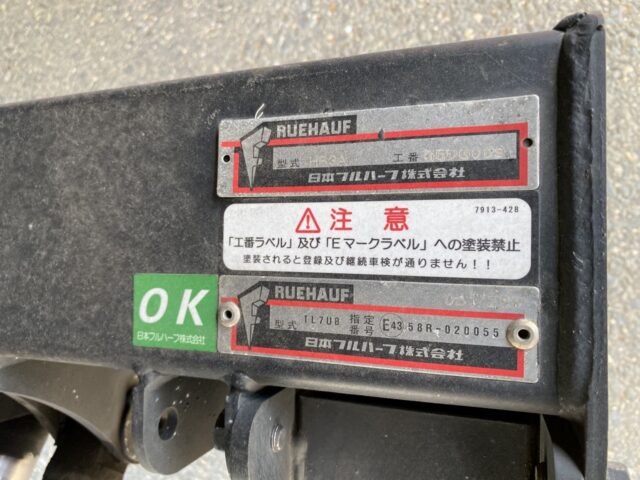 RUEHAUF
型式 工番
日本フルハーフ株式会社
注意
7913-428
「工番ラベル」及び「Eマークラベル」への塗装禁止
塗装されると登録及び継続車検が通りません!!
OK
日本フルハーフ株式会社
RUEHAUF
型式 TL7UB 指定番号 E43 58R-020055
日本フルハーフ株式会社